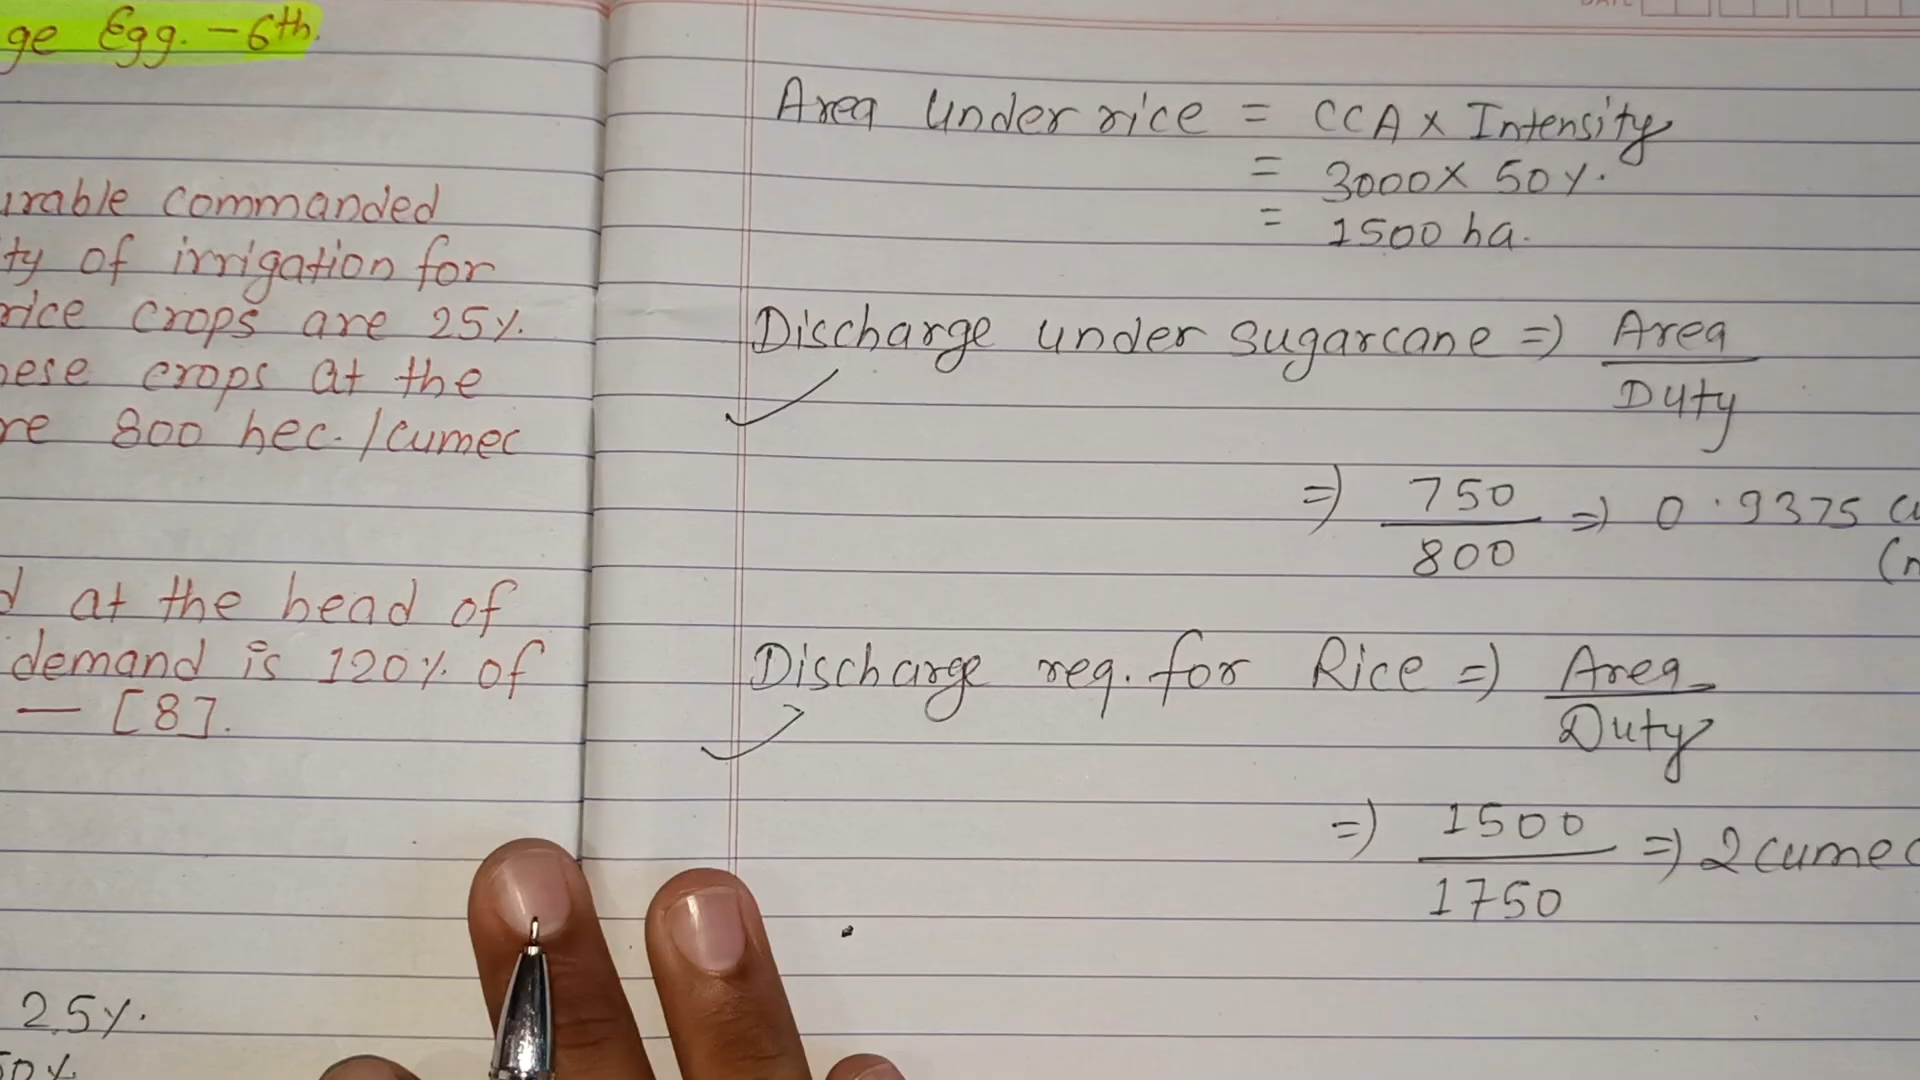 ge Egg. - 6th.
urable commanded
ty of irrigation for
rice crops are 25%.
hese crops at the
re 800 hec./cumec
d at the head of
demand is 120% of
— [8].
25%.
50%
Area Under rice = CCA x Intensity
= 3000 x 50%.
= 1500 ha.
Discharge under sugarcane => Area
Duty
=> 750 => 0.9375 cu
800 (n
Discharge req. for Rice => Area
Duty
=> 1500 => 2 cumec
1750